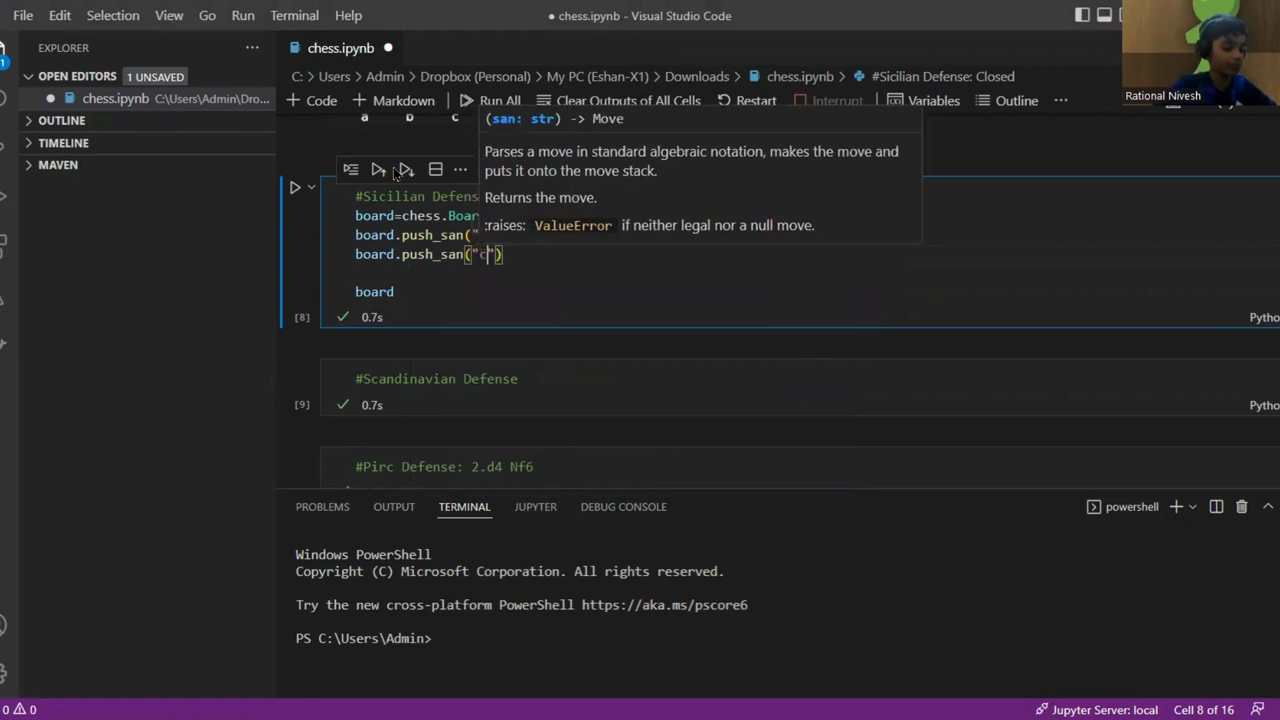 File Edit Selection View Go Run Terminal Help
● chess.ipynb - Visual Studio Code
Rational Nivesh
EXPLORER
OPEN EDITORS 1 UNSAVED
● chess.ipynb C:\Users\Admin\Dro...
OUTLINE
TIMELINE
MAVEN
1
chess.ipynb ●
C: > Users > Admin > Dropbox (Personal) > My PC (Eshan-X1) > Downloads > chess.ipynb > #Sicilian Defense: Closed
+ Code + Markdown Run All Clear Outputs of All Cells Restart Interrupt Variables Outline ...
a b c
(san: str) -> Move
Parses a move in standard algebraic notation, makes the move and
puts it onto the move stack.
Returns the move.
:raises: ValueError if neither legal nor a null move.
#Sicilian Defens
board=chess.Boar
board.push_san("
board.push_san("c")
board
[8] 0.7s Pytho
#Scandinavian Defense
[9] 0.7s Pytho
#Pirc Defense: 2.d4 Nf6
PROBLEMS OUTPUT TERMINAL JUPYTER DEBUG CONSOLE
powershell
Windows PowerShell
Copyright (C) Microsoft Corporation. All rights reserved.
Try the new cross-platform PowerShell https://aka.ms/pscore6
PS C:\Users\Admin>
0 0 Jupyter Server: local Cell 8 of 16